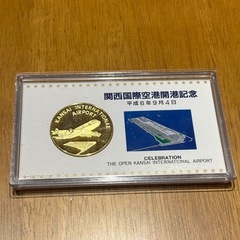 関西国際空港開港記念
平成6年9月4日
KANSAI INTERNATIONAL
AIRPORT
CELEBRATION
THE OPEN KANSAI INTERNATIONAL AIRPORT